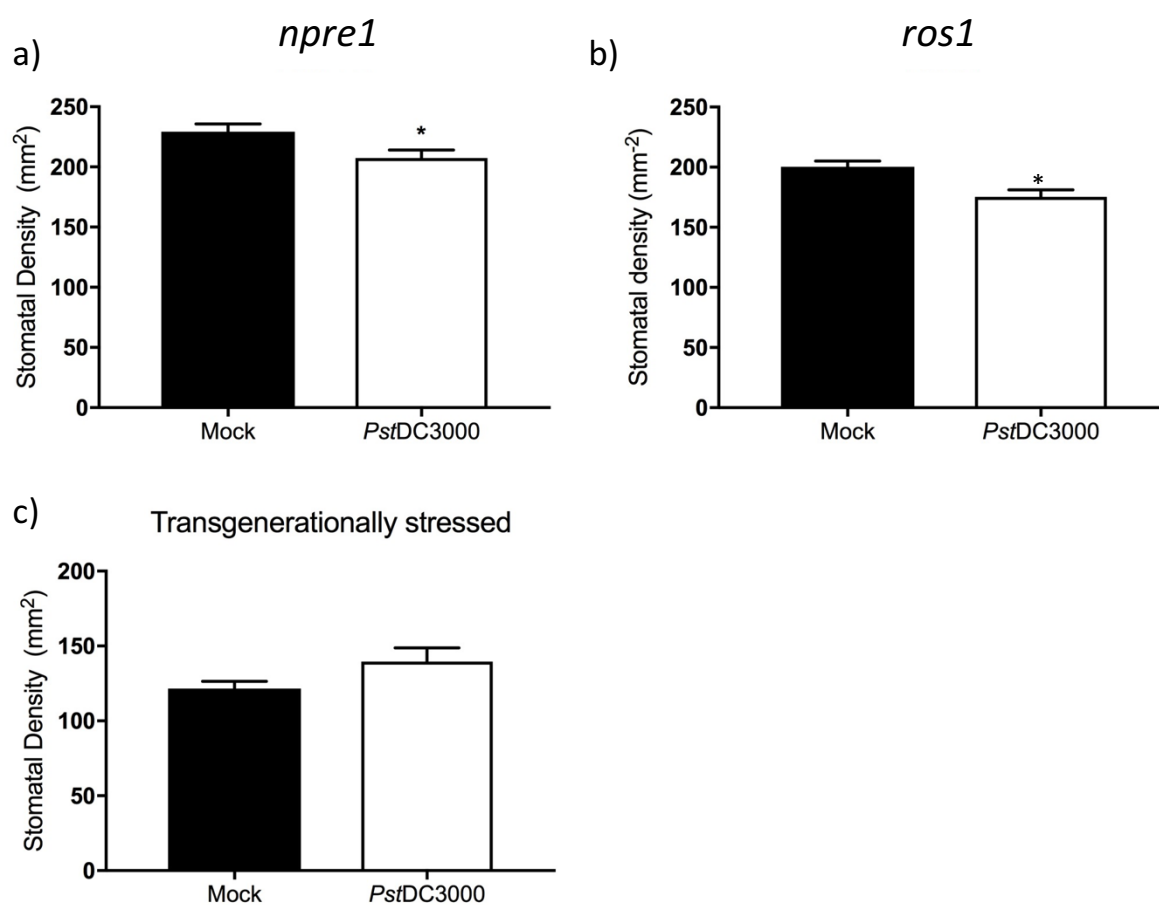 a)
npre1
Stomatal Density (mm²)
250
200
150
100
50
0
*
Mock
PstDC3000
b)
ros1
Stomatal density (mm⁻²)
250
200
150
100
50
0
*
Mock
PstDC3000
c)
Transgenerationally stressed
Stomatal Density (mm²)
200
150
100
50
0
Mock
PstDC3000